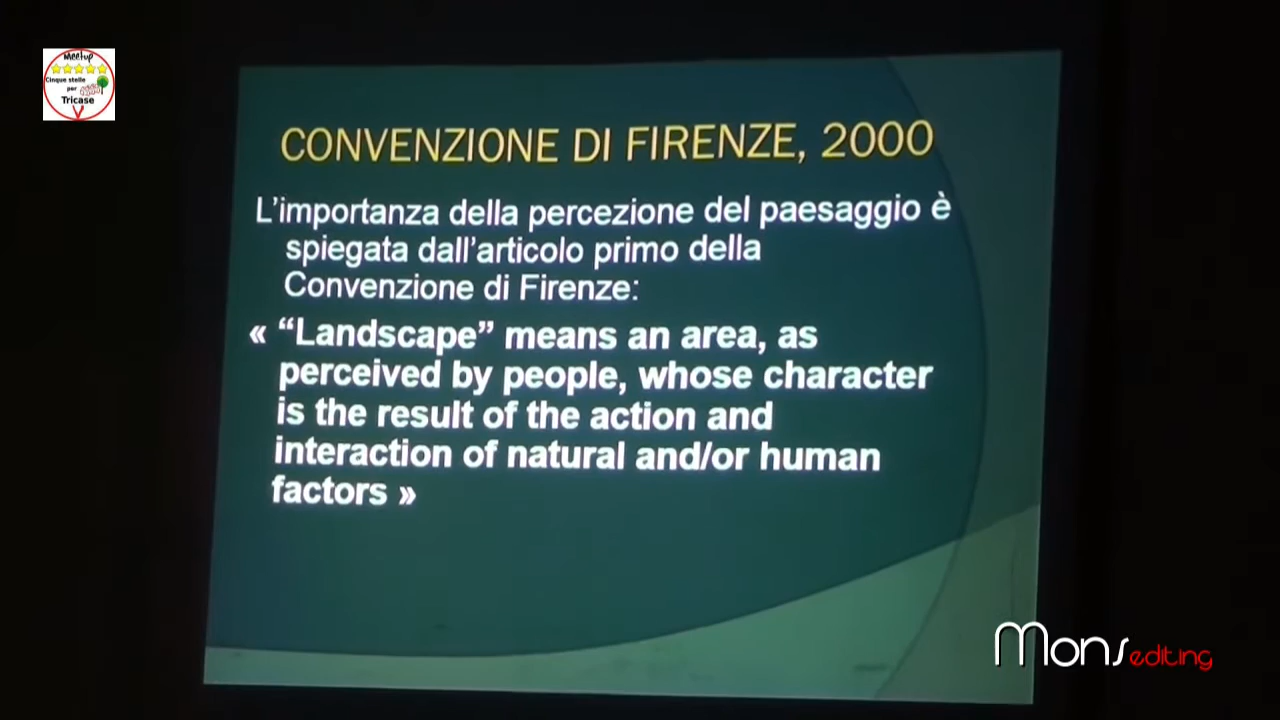 Meetup
Cinque stelle
per
Tricase
CONVENZIONE DI FIRENZE, 2000
L'importanza della percezione del paesaggio è
spiegata dall'articolo primo della
Convenzione di Firenze:
« “Landscape” means an area, as
perceived by people, whose character
is the result of the action and
interaction of natural and/or human
factors »
Mons editing